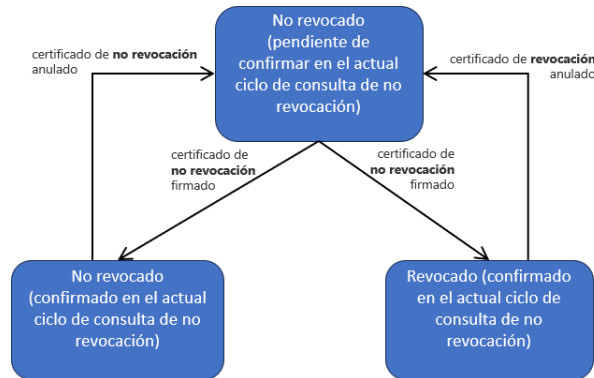 No revocado
(pendiente de
confirmar en el actual
ciclo de consulta de no
revocación)
certificado de no revocación
anulado
certificado de revocación
anulado
certificado de
no revocación
firmado
certificado de
no revocación
firmado
No revocado
(confirmado en el actual
ciclo de consulta de no
revocación)
Revocado (confirmado
en el actual ciclo de
consulta de no
revocación)